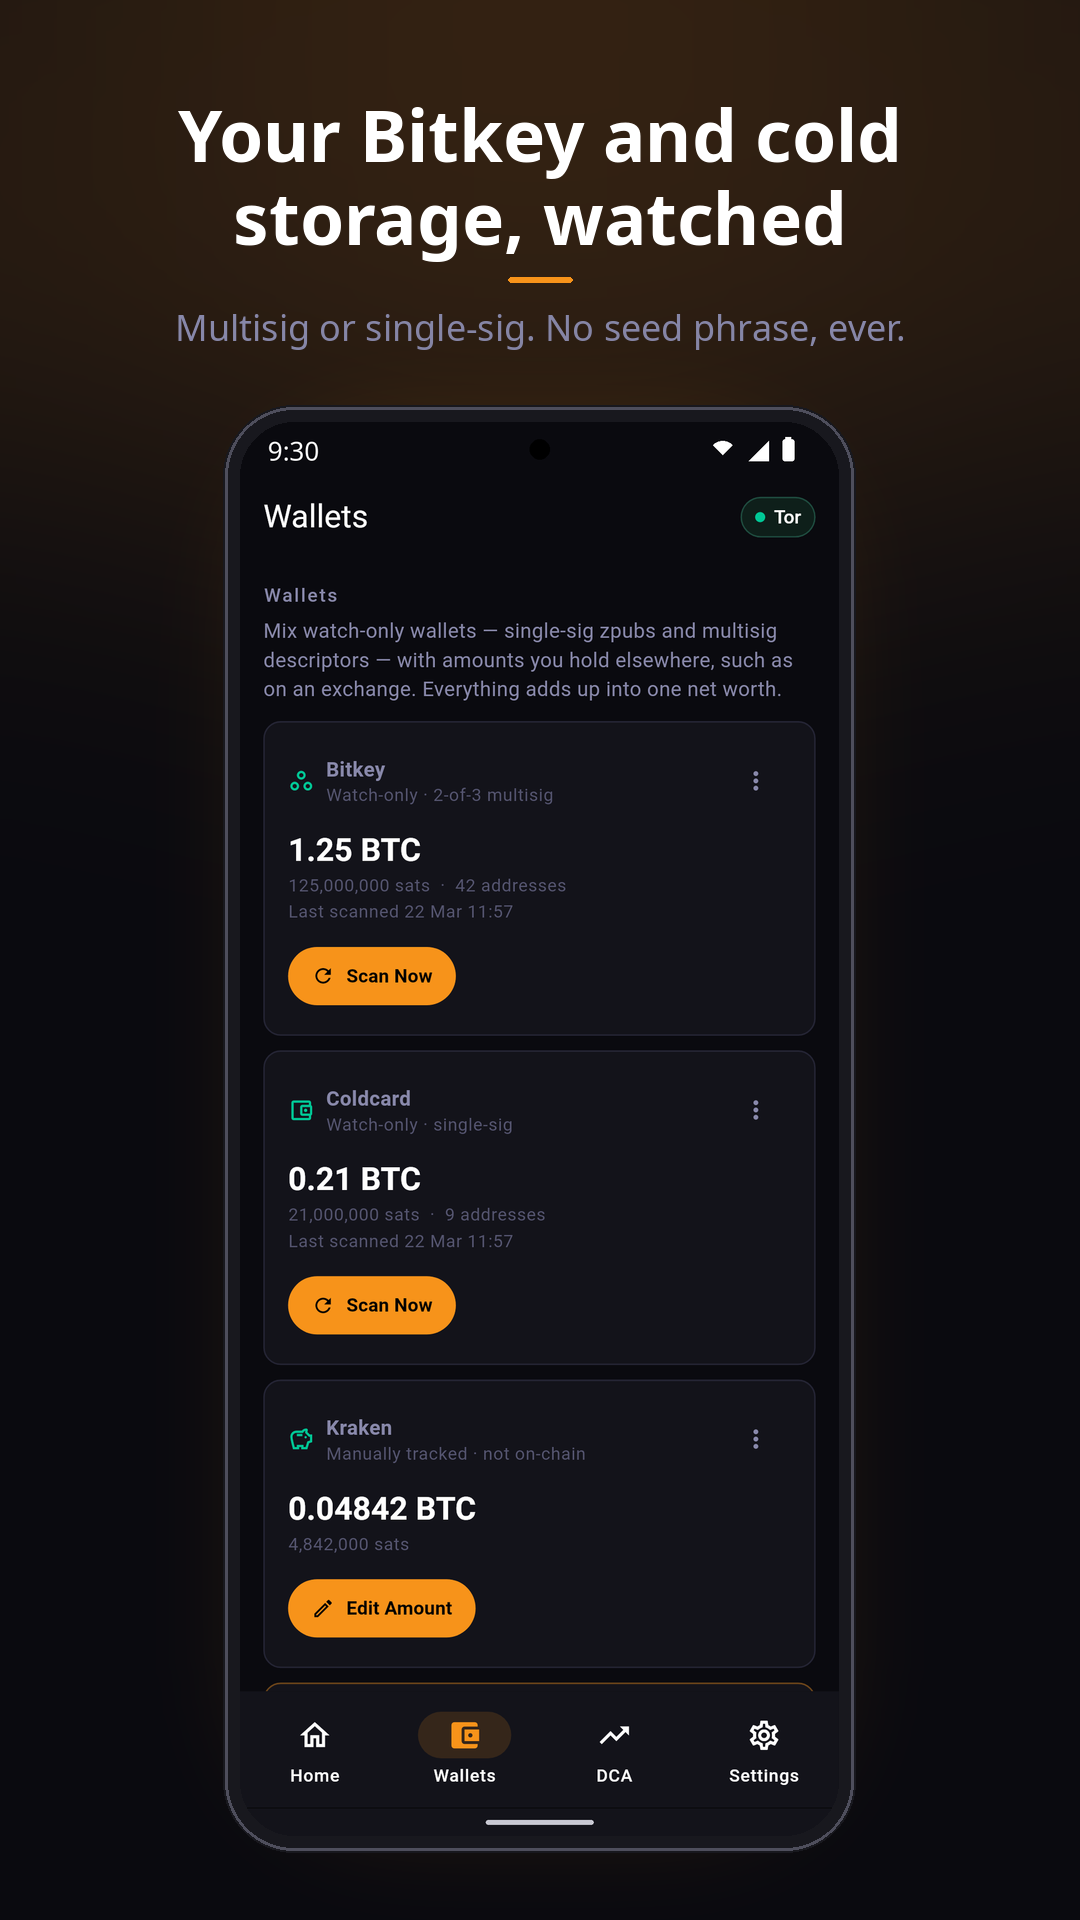 Your Bitkey and cold
storage, watched
Multisig or single-sig. No seed phrase, ever.
9:30
Wallets
Tor
Wallets
Mix watch-only wallets — single-sig zpubs and multisig
descriptors — with amounts you hold elsewhere, such as
on an exchange. Everything adds up into one net worth.
Bitkey
Watch-only · 2-of-3 multisig
1.25 BTC
125,000,000 sats · 42 addresses
Last scanned 22 Mar 11:57
Scan Now
Coldcard
Watch-only · single-sig
0.21 BTC
21,000,000 sats · 9 addresses
Last scanned 22 Mar 11:57
Scan Now
Kraken
Manually tracked · not on-chain
0.04842 BTC
4,842,000 sats
Edit Amount
Home
Wallets
DCA
Settings